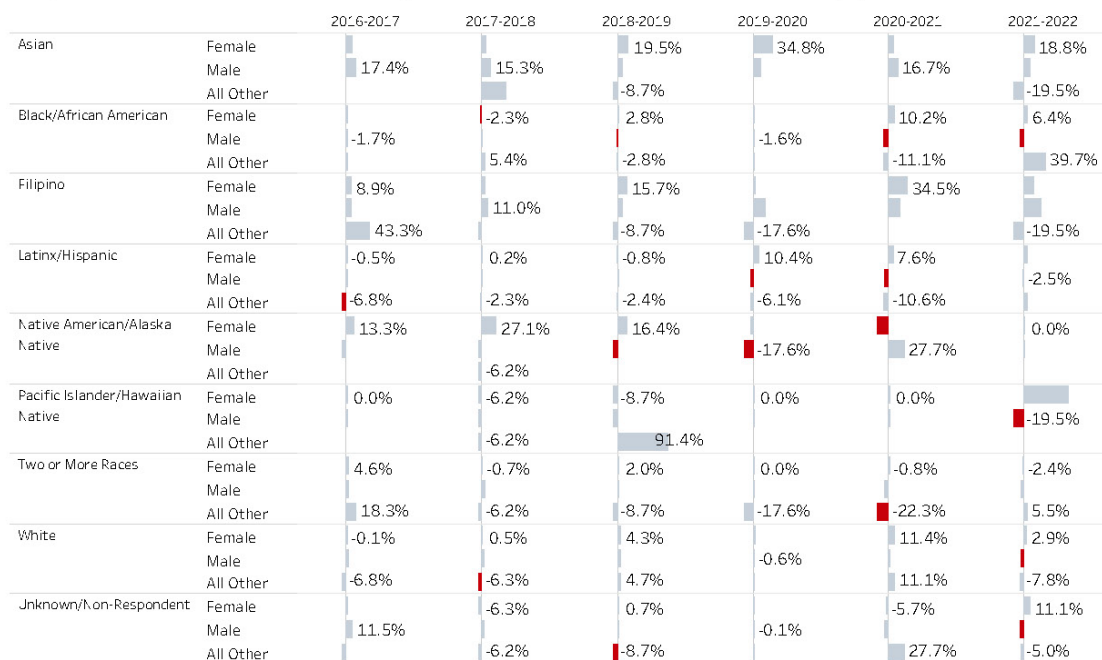 2016-2017 2017-2018 2018-2019 2019-2020 2020-2021 2021-2022
Asian Female 19.5% 34.8% 18.8%
Male 17.4% 15.3% 16.7%
All Other -8.7% -19.5%
Black/African American Female -2.3% 2.8% 10.2% 6.4%
Male -1.7% -1.6%
All Other 5.4% -2.8% -11.1% 39.7%
Filipino Female 8.9% 15.7% 34.5%
Male 11.0%
All Other 43.3% -8.7% -17.6% -19.5%
Latinx/Hispanic Female -0.5% 0.2% -0.8% 10.4% 7.6%
Male -2.5%
All Other -6.8% -2.3% -2.4% -6.1% -10.6%
Native American/Alaska Female 13.3% 27.1% 16.4% 0.0%
Native Male -17.6% 27.7%
All Other -6.2%
Pacific Islander/Hawaiian Female 0.0% -6.2% -8.7% 0.0% 0.0%
Native Male -19.5%
All Other -6.2% 91.4%
Two or More Races Female 4.6% -0.7% 2.0% 0.0% -0.8% -2.4%
Male
All Other 18.3% -6.2% -8.7% -17.6% -22.3% 5.5%
White Female -0.1% 0.5% 4.3% 11.4% 2.9%
Male -0.6%
All Other -6.8% -6.3% 4.7% 11.1% -7.8%
Unknown/Non-Respondent Female -6.3% 0.7% -5.7% 11.1%
Male 11.5% -0.1%
All Other -6.2% -8.7% 27.7% -5.0%